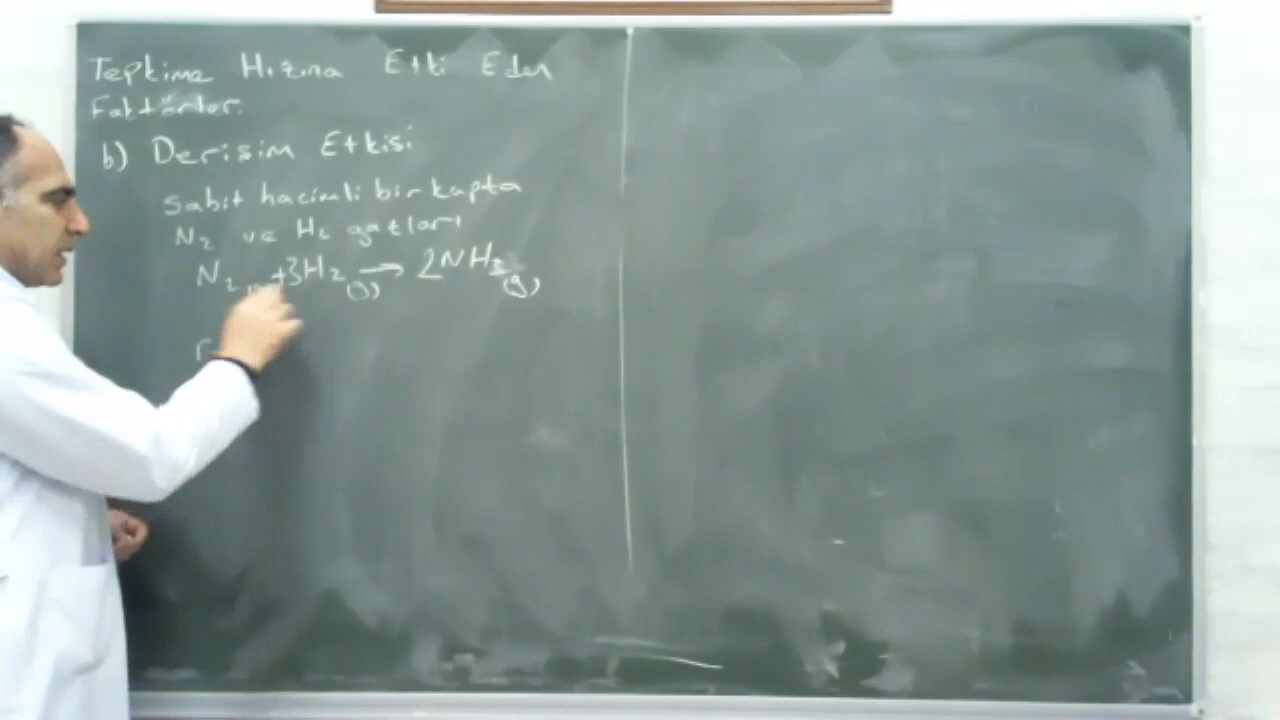 Tepkime Hızına Etki Eden
Faktörler.
b) Derişim Etkisi
Sabit hacimli bir kapta
N₂ ve H₂ gazları
N₂ +3H₂(g) → 2NH₃(g)
r